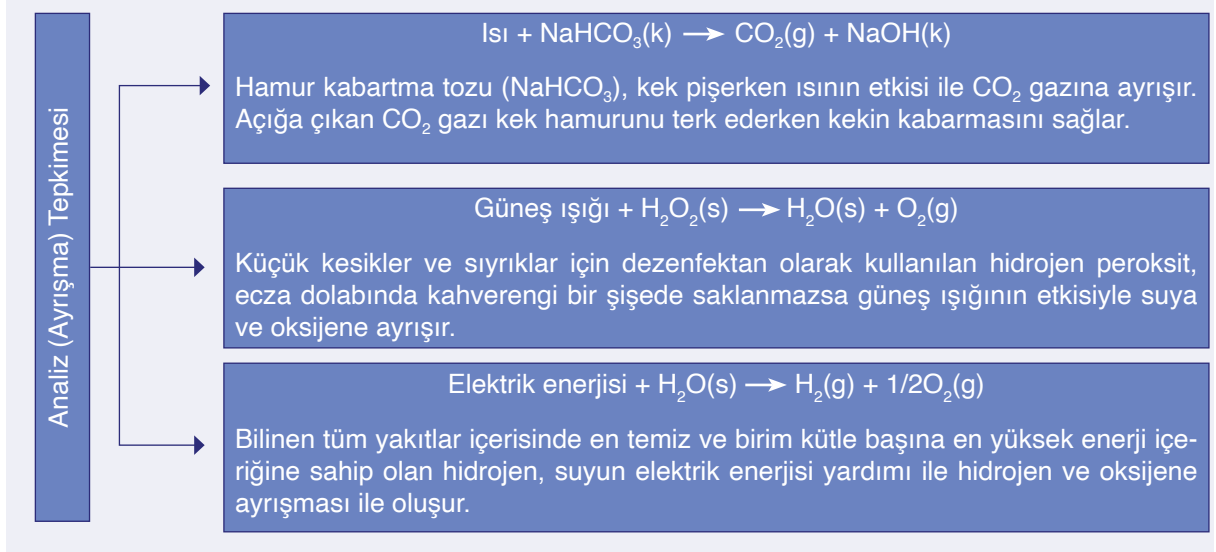 Analiz (Ayrışma) Tepkimesi
Isı + NaHCO₃(k) → CO₂(g) + NaOH(k)
Hamur kabartma tozu (NaHCO₃), kek pişerken ısının etkisi ile CO₂ gazına ayrışır.
Açığa çıkan CO₂ gazı kek hamurunu terk ederken kekin kabarmasını sağlar.
Güneş ışığı + H₂O₂(s) → H₂O(s) + O₂(g)
Küçük kesikler ve sıyrıklar için dezenfektan olarak kullanılan hidrojen peroksit,
ecza dolabında kahverengi bir şişede saklanmazsa güneş ışığının etkisiyle suya
ve oksijene ayrışır.
Elektrik enerjisi + H₂O(s) → H₂(g) + 1/2O₂(g)
Bilinen tüm yakıtlar içerisinde en temiz ve birim kütle başına en yüksek enerji içe-
riğine sahip olan hidrojen, suyun elektrik enerjisi yardımı ile hidrojen ve oksijene
ayrışması ile oluşur.